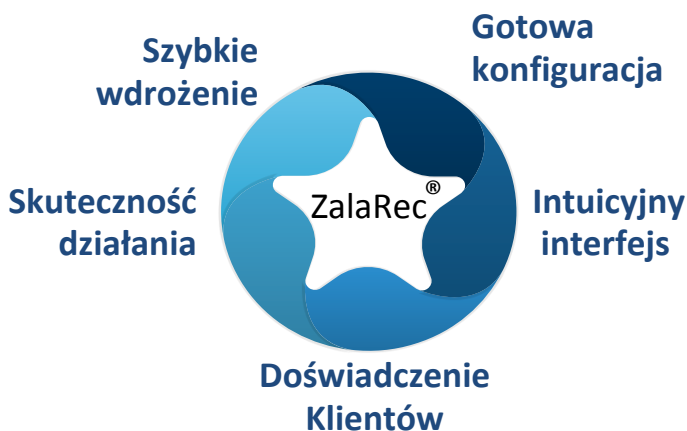 Gotowa
konfiguracja
Szybkie
wdrożenie
ZalaRec®
Skuteczność
działania
Intuicyjny
interfejs
Doświadczenie
Klientów